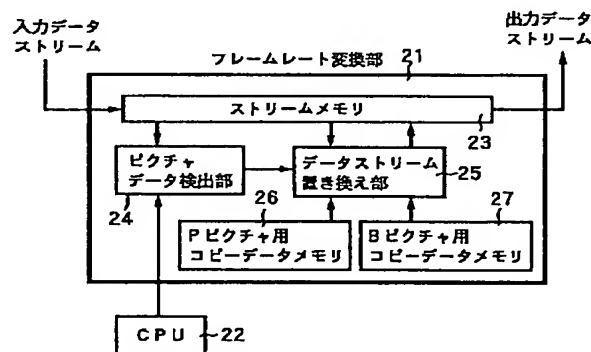 入力データ
ストリーム
出力データ
ストリーム
フレームレート変換部
21
ストリームメモリ
23
ピクチャ
データ検出部
24
データストリーム
置き換え部
25
26
Pピクチャ用
コピーデータメモリ
27
Bピクチャ用
コピーデータメモリ
CPU
22